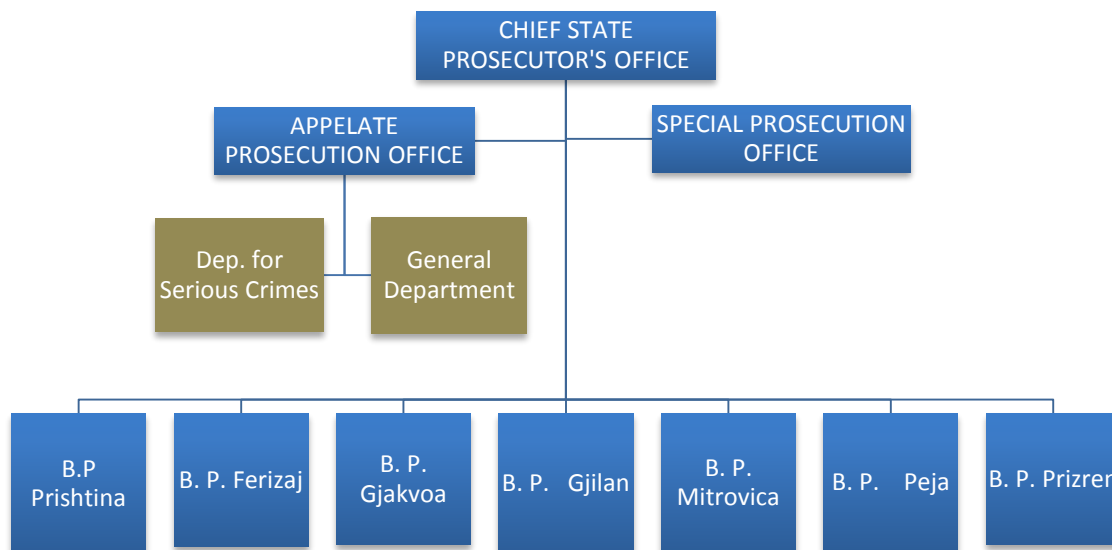 CHIEF STATE
PROSECUTOR'S OFFICE
APPELATE
PROSECUTION OFFICE
SPECIAL PROSECUTION
OFFICE
Dep. for
Serious Crimes
General
Department
B.P
Prishtina
B. P. Ferizaj
B. P.
Gjakvoa
B. P. Gjilan
B. P.
Mitrovica
B. P. Peja
B. P. Prizren